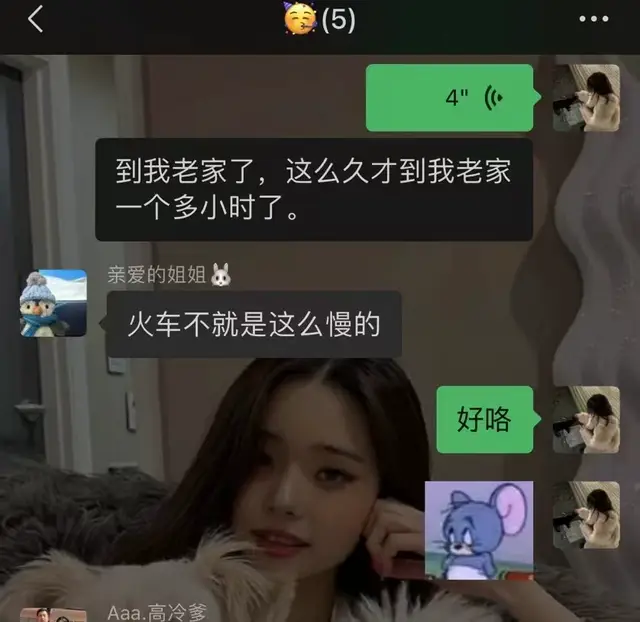 🥳(5)
4"
到我老家了，这么久才到我老家
一个多小时了。
亲爱的姐姐🐰
火车不就是这么慢的
好咯
Aaa.高冷爹